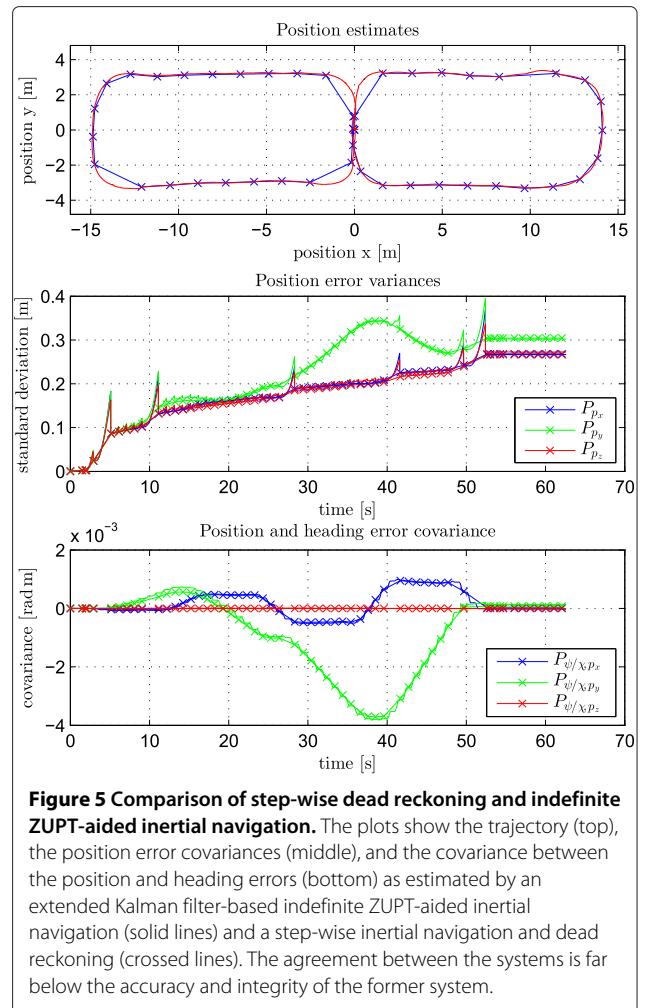 Position estimates
4
2
0
−2
−4
position y [m]
−15 −10 −5 0 5 10 15
position x [m]
Position error variances
0.4
0.3
0.2
0.1
0
standard deviation [m]
P_{p_x}
P_{p_y}
P_{p_z}
0 10 20 30 40 50 60 70
time [s]
x 10^{−3} Position and heading error covariance
2
0
−2
−4
covariance [rad m]
P_{ψ/χ,p_x}
P_{ψ/χ,p_y}
P_{ψ/χ,p_z}
0 10 20 30 40 50 60 70
time [s]
Figure 5 Comparison of step-wise dead reckoning and indefinite
ZUPT-aided inertial navigation. The plots show the trajectory (top),
the position error covariances (middle), and the covariance between
the position and heading errors (bottom) as estimated by an
extended Kalman filter-based indefinite ZUPT-aided inertial
navigation (solid lines) and a step-wise inertial navigation and dead
reckoning (crossed lines). The agreement between the systems is far
below the accuracy and integrity of the former system.